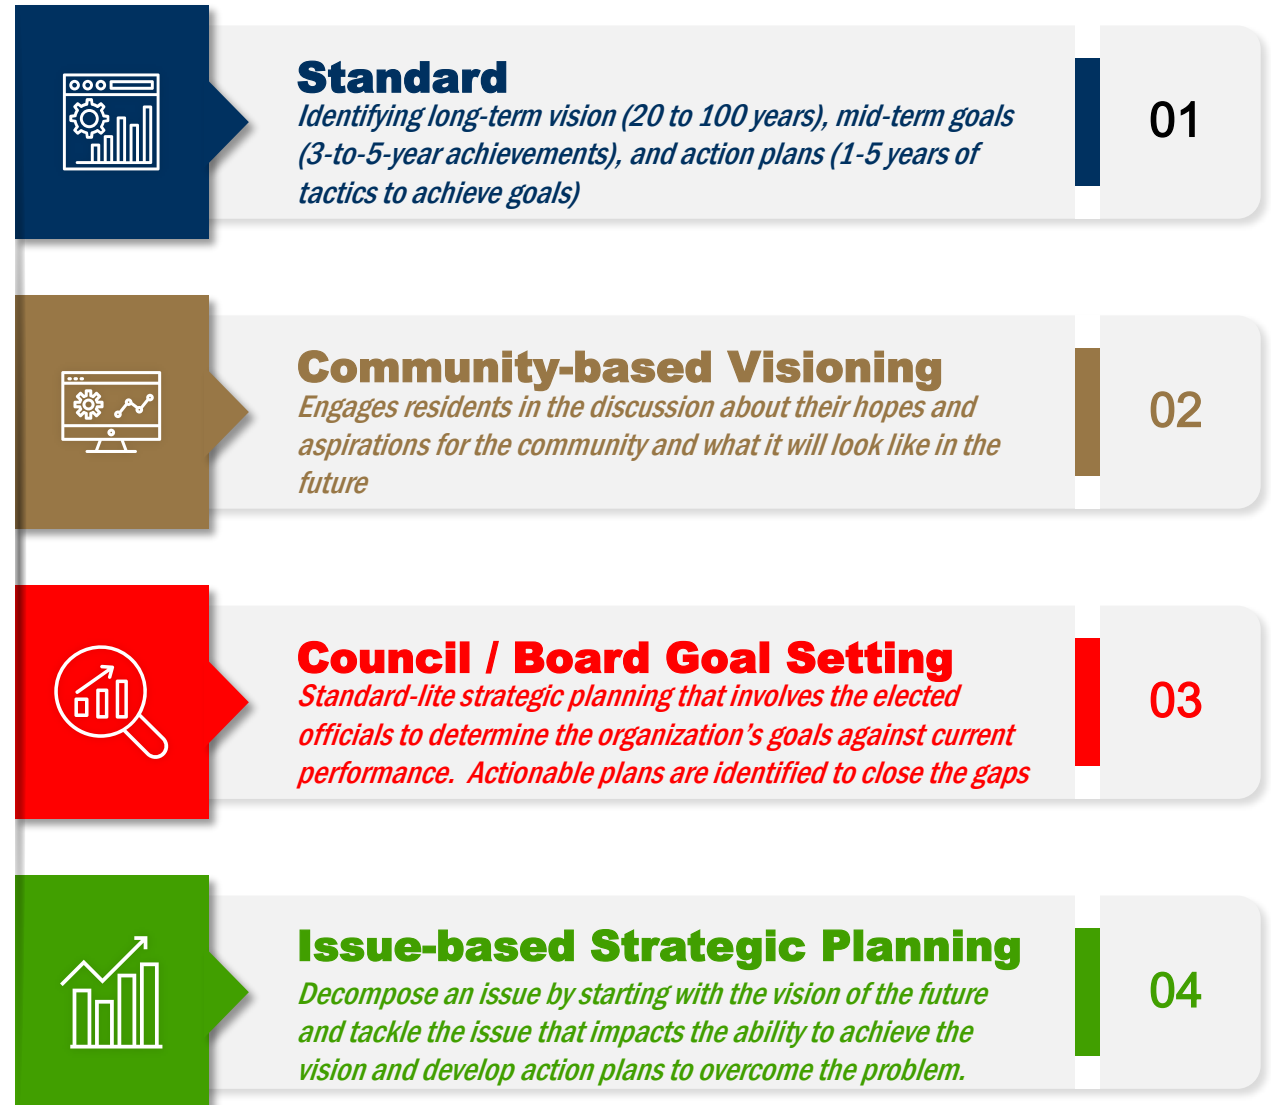 Standard
Identifying long-term vision (20 to 100 years), mid-term goals
(3-to-5-year achievements), and action plans (1-5 years of
tactics to achieve goals)
01
Community-based Visioning
Engages residents in the discussion about their hopes and
aspirations for the community and what it will look like in the
future
02
Council / Board Goal Setting
Standard-lite strategic planning that involves the elected
officials to determine the organization’s goals against current
performance.  Actionable plans are identified to close the gaps
03
Issue-based Strategic Planning
Decompose an issue by starting with the vision of the future
and tackle the issue that impacts the ability to achieve the
vision and develop action plans to overcome the problem.
04